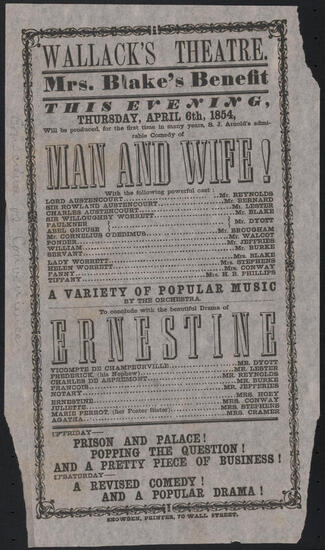 WALLACK'S THEATRE.
Mrs. Blake's Benefit
THIS EVENING,
THURSDAY, APRIL 6th, 1854,
Will be produced, for the first time in many years, S. J. Arnold's admi-
rable Comedy of
MAN AND WIFE!
With the following powerful cast:
LORD AUSTENCOURT Mr. REYNOLDS
SIR ROWLAND AUSTENCOURT Mr. BERNARD
CHARLES AUSTENCOURT Mr. LESTER
SIR WILLOUGHBY WORRETT Mr. BLAKE
FALKNER
ABEL GROUSE Mr. DYOTT
Mr. CORNELIUS O'DEDIMUS Mr. BROUGHAM
PONDER Mr. WALCOT
WILLIAM Mr. JEFFRIES
SERVANT Mr. BURKE
LADY WORRETT Mrs. BLAKE
HELEN WORRETT Mrs. STEPHENS
FANNY Mrs. CONWAY
TIFFANY Mrs. H. B. PHILLIPS
A VARIETY OF POPULAR MUSIC
BY THE ORCHESTRA.
To conclude with the beautiful Drama of
ERNESTINE
VICOMPTE DE CHAMPEURVILLE MR. DYOTT
FREDERICK, (his Nephew) MR. LESTER
CHARLES DE ASPREMONT MR. REYNOLDS
FRANCOIS MR. BURKE
NOTARY MR. JEFFERIES
ERNESTINE MRS. HOEY
JULIETTE MRS. CONWAY
MARIE PERROT, (her Foster Sister) MRS. STEPHENS
AGATHA MRS. CRAMER
FRIDAY—
PRISON AND PALACE!
POPPING THE QUESTION!
AND A PRETTY PIECE OF BUSINESS!
SATURDAY—
A REVISED COMEDY!
AND A POPULAR DRAMA!
SNOWDEN, PRINTER, 70 WALL STREET.